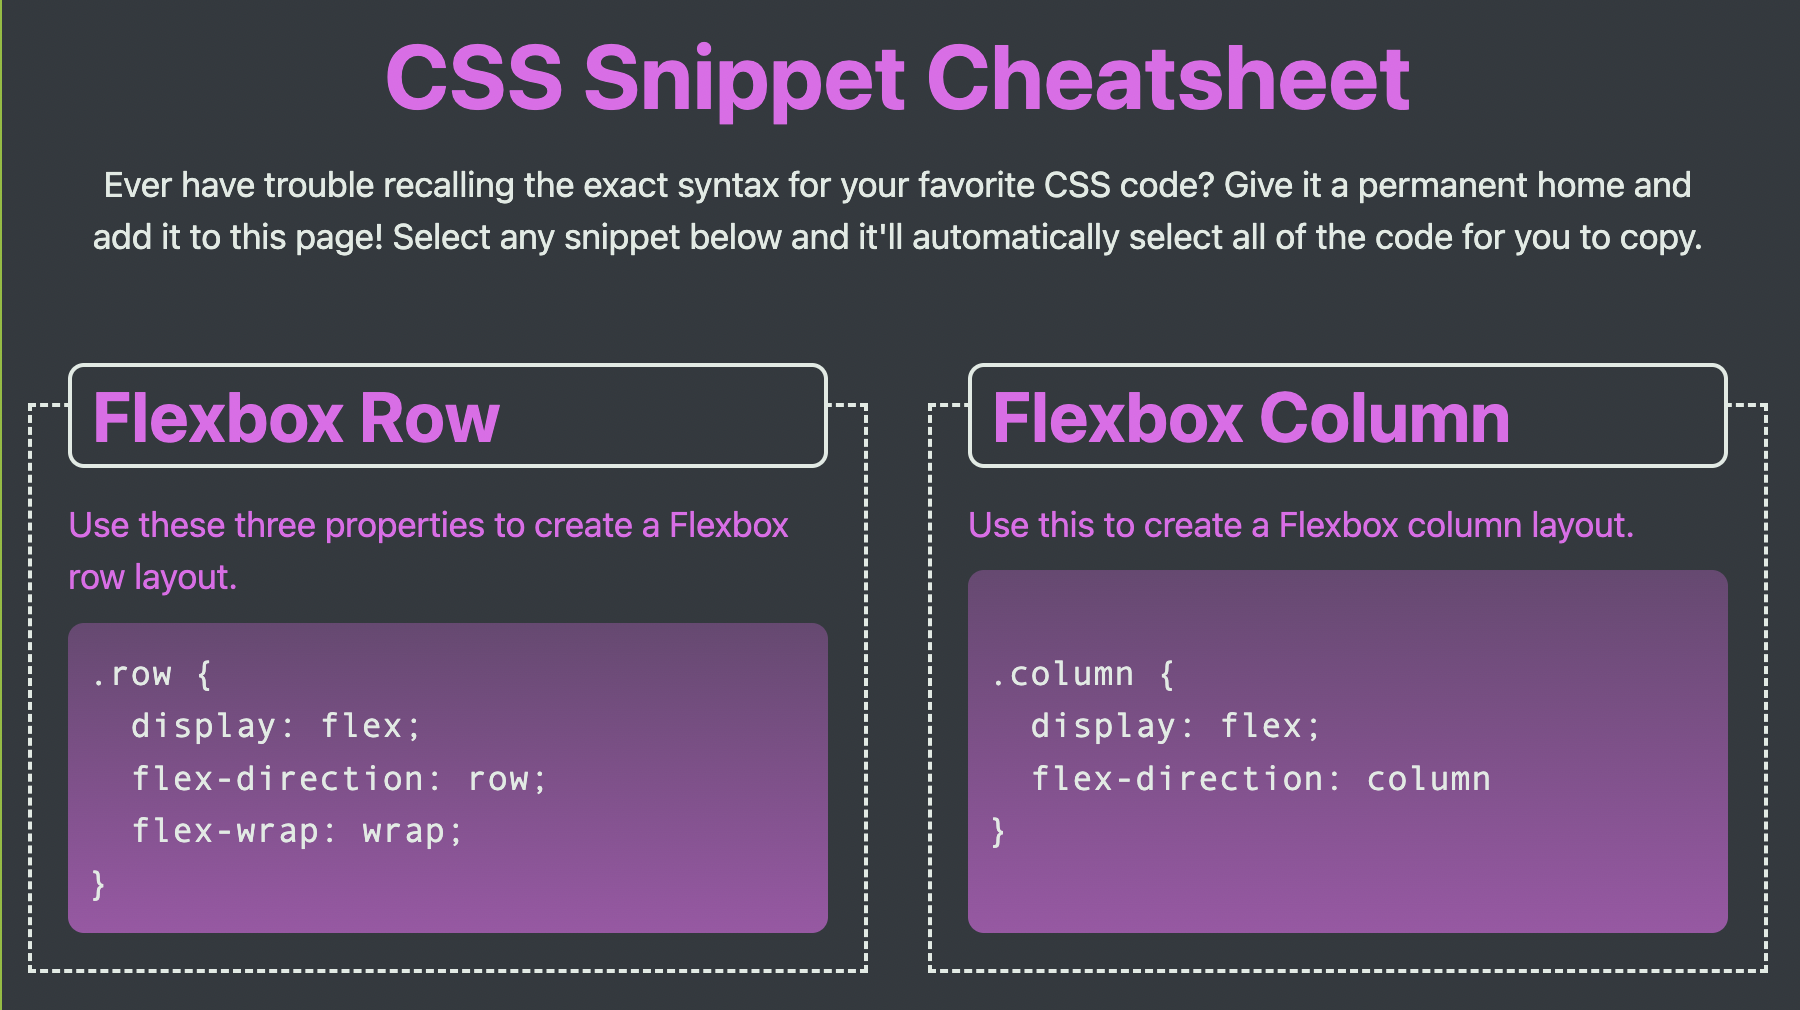 CSS Snippet Cheatsheet
Ever have trouble recalling the exact syntax for your favorite CSS code? Give it a permanent home and
add it to this page! Select any snippet below and it'll automatically select all of the code for you to copy.
Flexbox Row
Use these three properties to create a Flexbox
row layout.
.row {
  display: flex;
  flex-direction: row;
  flex-wrap: wrap;
}
Flexbox Column
Use this to create a Flexbox column layout.
.column {
  display: flex;
  flex-direction: column
}